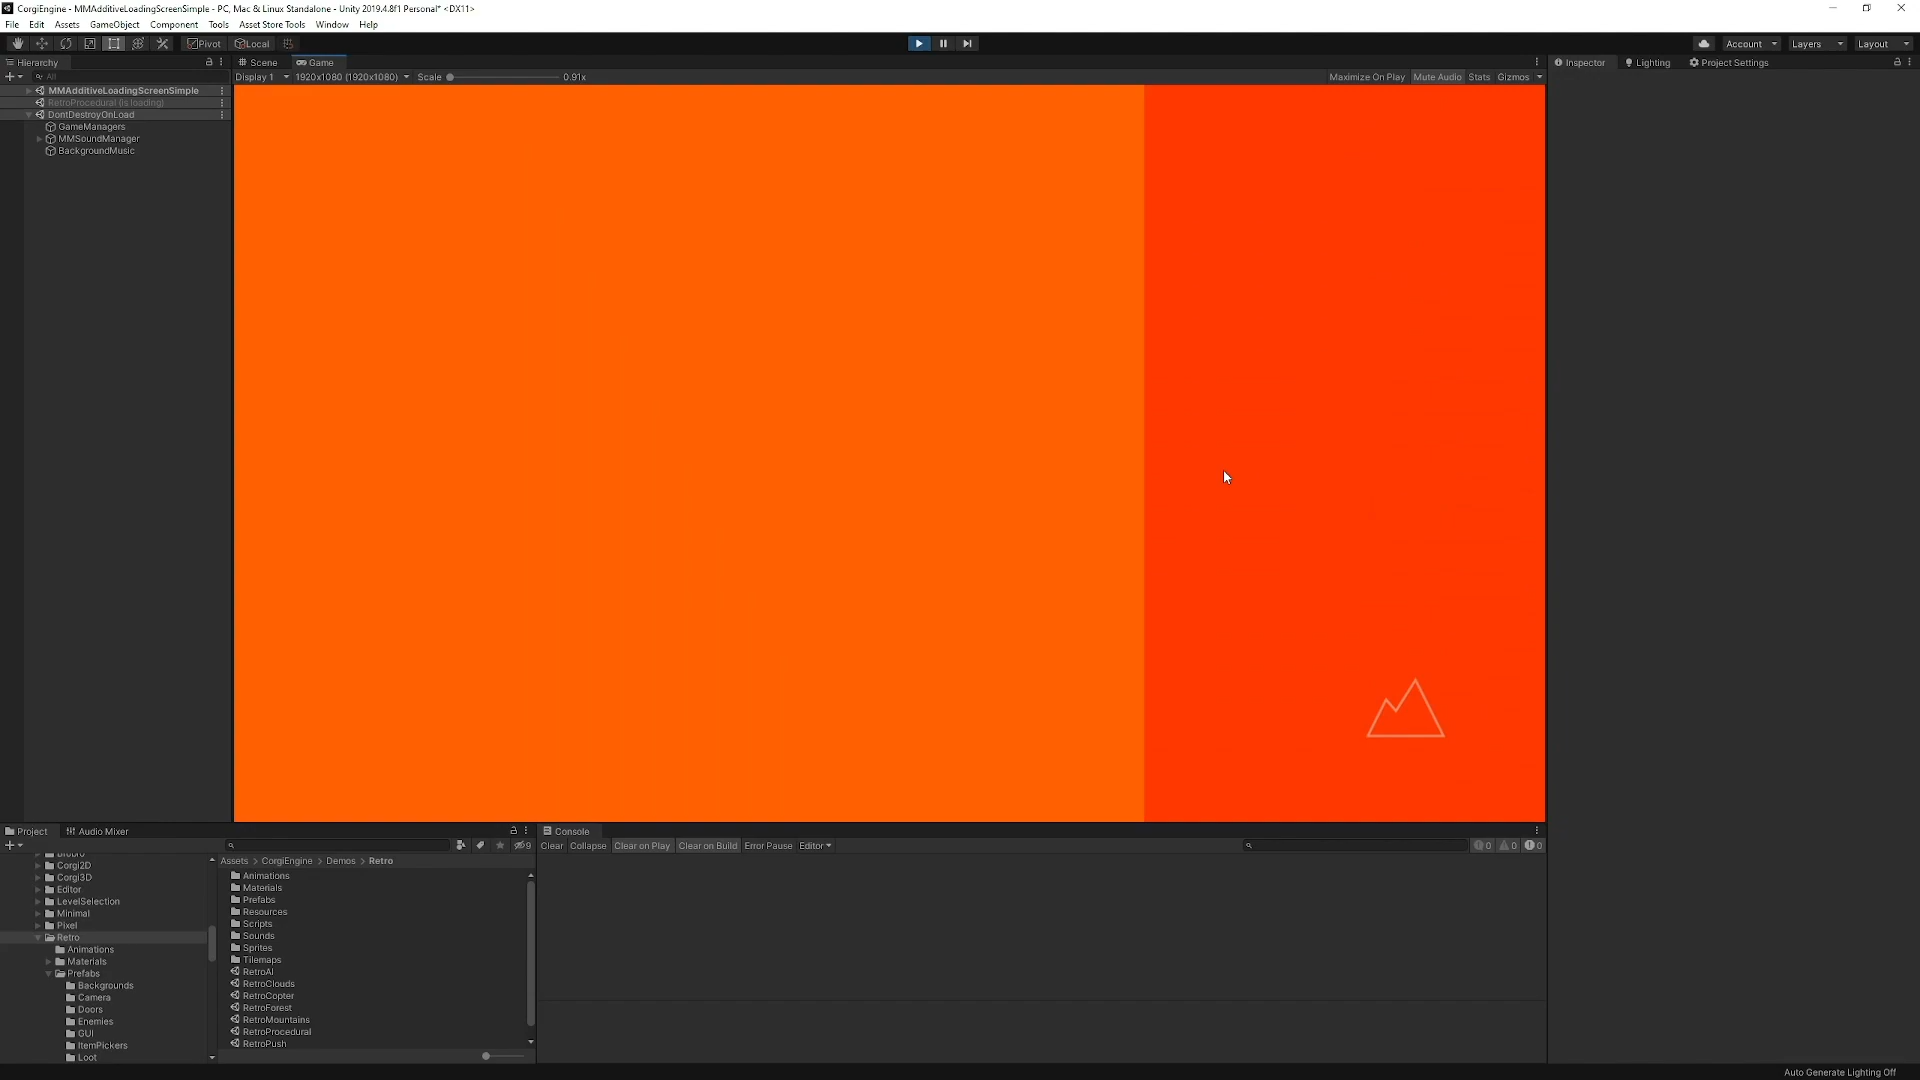 CorgiEngine - MMAdditiveLoadingScreenSimple - PC, Mac & Linux Standalone - Unity 2019.4.8f1 Personal* <DX11>
File Edit Assets GameObject Component Tools Asset Store Tools Window Help
Pivot Local Account Layers Layout
Hierarchy Scene Game Inspector Lighting Project Settings
All Display 1 1920x1080 (1920x1080) Scale 0.91x Maximize On Play Mute Audio Stats Gizmos
MMAdditiveLoadingScreenSimple
RetroProcedural (is loading)
DontDestroyOnLoad
GameManagers
MMSoundManager
BackgroundMusic
Project Audio Mixer Console
9 Clear Collapse Clear on Play Clear on Build Error Pause Editor 0 0 0
Assets > CorgiEngine > Demos > Retro
Corgi2D
Corgi3D
Editor
LevelSelection
Minimal
Pixel
Retro
Animations
Materials
Prefabs
Backgrounds
Camera
Doors
Enemies
GUI
ItemPickers
Loot
Animations
Materials
Prefabs
Resources
Scripts
Sounds
Sprites
Tilemaps
RetroAI
RetroClouds
RetroCopter
RetroForest
RetroMountains
RetroProcedural
RetroPush
Auto Generate Lighting Off